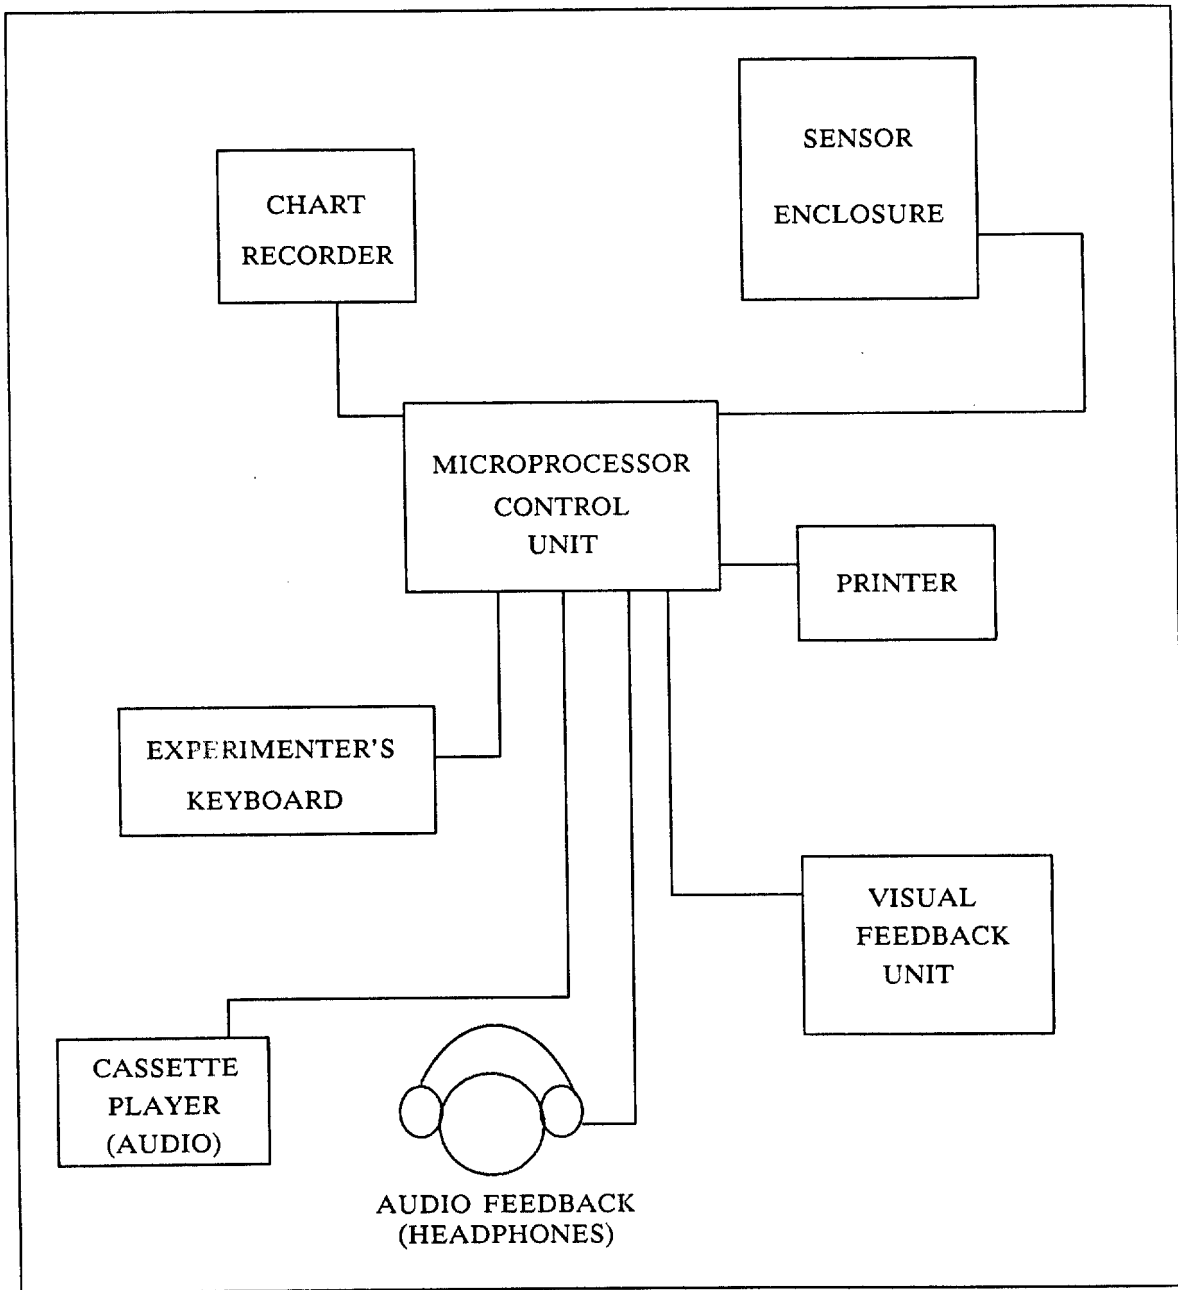 SENSOR
ENCLOSURE
CHART
RECORDER
MICROPROCESSOR
CONTROL
UNIT
PRINTER
EXPERIMENTER'S
KEYBOARD
VISUAL
FEEDBACK
UNIT
CASSETTE
PLAYER
(AUDIO)
AUDIO FEEDBACK
(HEADPHONES)